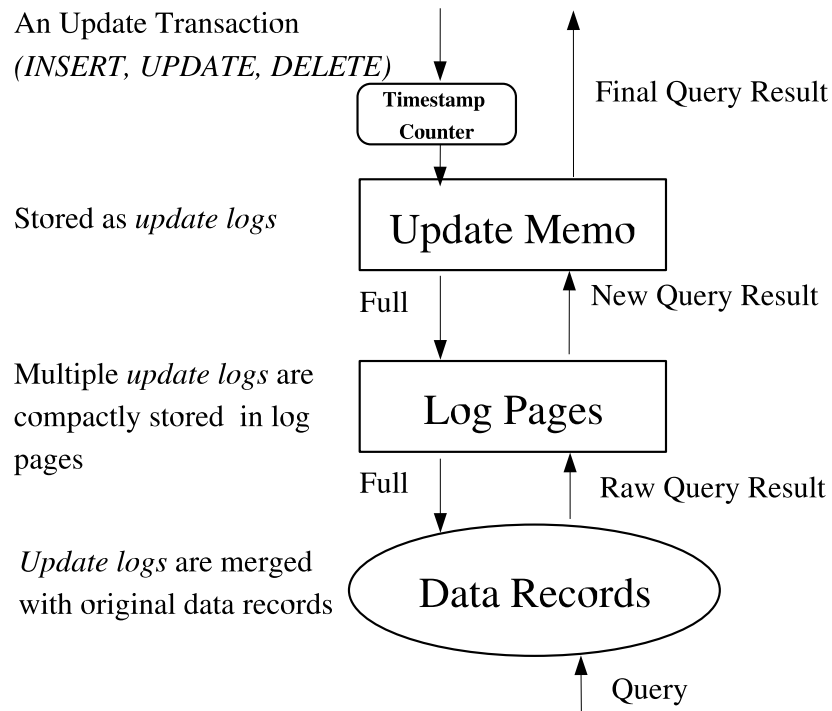 An Update Transaction
(INSERT, UPDATE, DELETE)
Timestamp
Counter
Final Query Result
Stored as update logs
Update Memo
Full
New Query Result
Multiple update logs are
compactly stored in log
pages
Log Pages
Full
Raw Query Result
Update logs are merged
with original data records
Data Records
Query